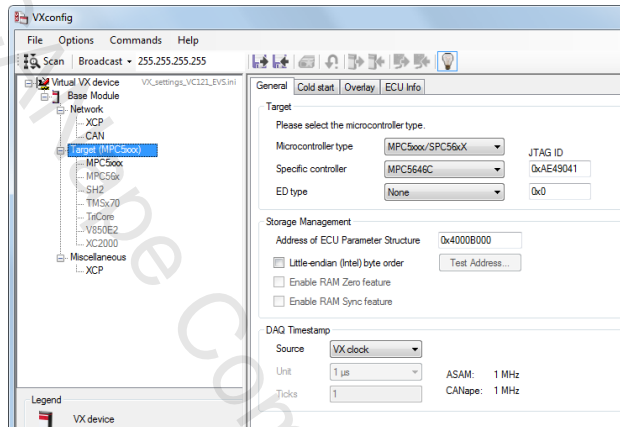 VXconfig
File Options Commands Help
Scan Broadcast 255.255.255.255
Virtual VX device VX_settings_VC121_EVS.ini
Base Module
Network
XCP
CAN
Target (MPC5xxx)
MPC5xxx
MPC56x
SH2
TMSx70
TriCore
V850E2
XC2000
Miscellaneous
XCP
Legend
VX device
General Cold start Overlay ECU Info
Target
Please select the microcontroller type.
Microcontroller type MPC5xxx/SPC56xX JTAG ID
Specific controller MPC5646C 0xAE49041
ED type None 0x0
Storage Management
Address of ECU Parameter Structure 0x4000B000
Little-endian (Intel) byte order Test Address...
Enable RAM Zero feature
Enable RAM Sync feature
DAQ Timestamp
Source VX clock
Unit 1 µs ASAM: 1 MHz
Ticks 1 CANape: 1 MHz